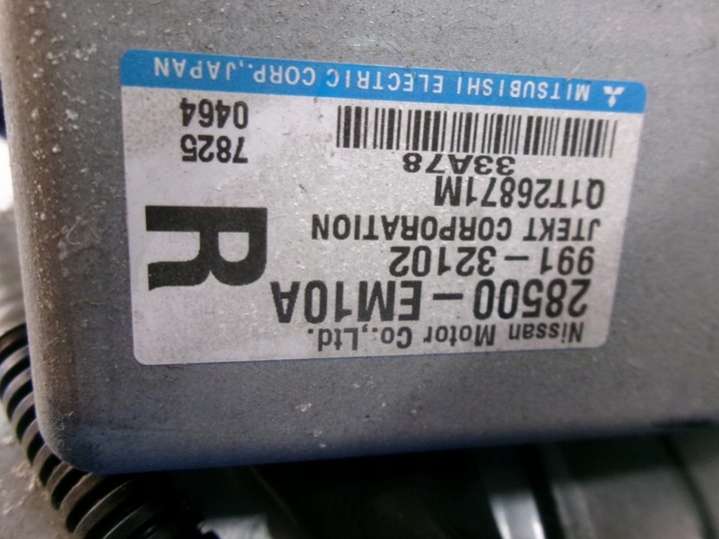 Nissan Motor Co.,Ltd.
28500-EM10A
991-32102
JTEKT CORPORATION
R
Q1T26871M
33A78
7825
0464
MITSUBISHI ELECTRIC CORP.,JAPAN